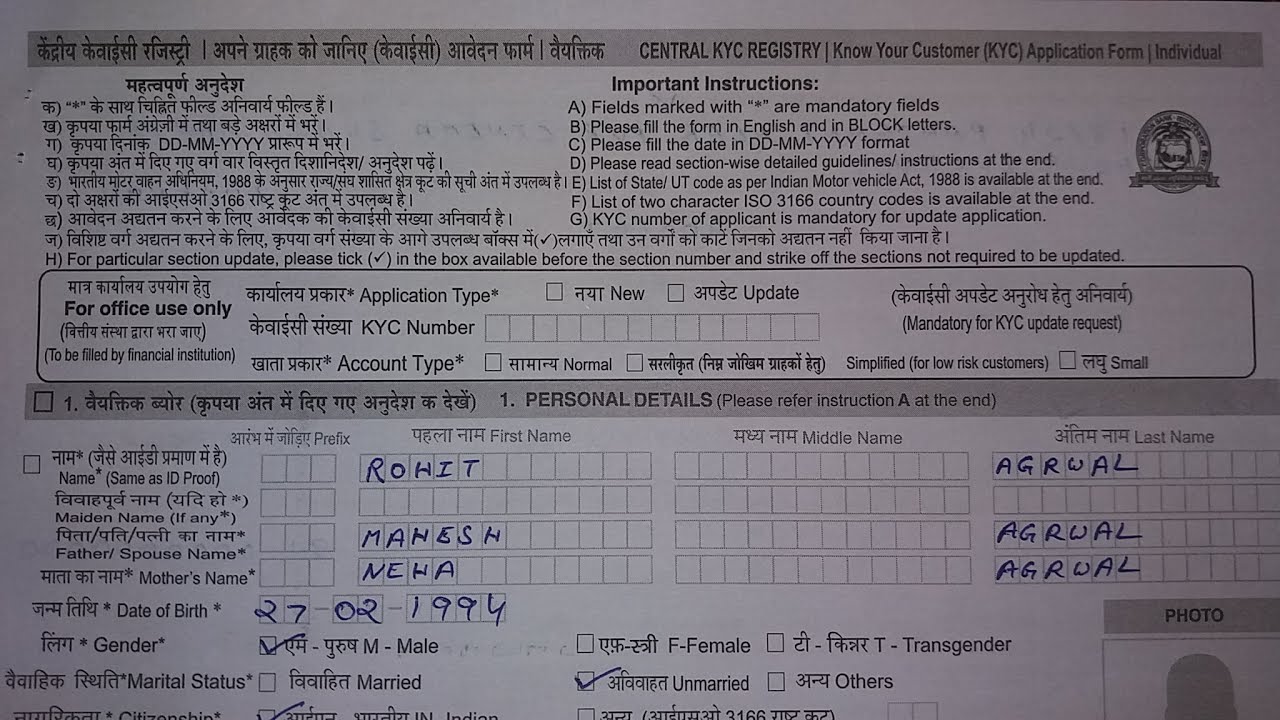 केंद्रीय केवाईसी रजिस्ट्री | अपने ग्राहक को जानिए (केवाईसी) आवेदन फार्म | वैयक्तिक CENTRAL KYC REGISTRY | Know Your Customer (KYC) Application Form | Individual
महत्वपूर्ण अनुदेश Important Instructions:
क) "*" के साथ चिह्नित फील्ड अनिवार्य फील्ड हैं। A) Fields marked with "*" are mandatory fields
ख) कृपया फार्म अंग्रेज़ी में तथा बड़े अक्षरों में भरें। B) Please fill the form in English and in BLOCK letters.
ग) कृपया दिनांक DD-MM-YYYY प्रारूप में भरें। C) Please fill the date in DD-MM-YYYY format
घ) कृपया अंत में दिए गए वर्ग वार विस्तृत दिशानिदेश/ अनुदेश पढ़ें। D) Please read section-wise detailed guidelines/ instructions at the end.
ङ) भारतीय मोटर वाहन अधिनियम, 1988 के अनुसार राज्य/संघ शासित क्षेत्र कूट की सूची अंत में उपलब्ध है। E) List of State/ UT code as per Indian Motor vehicle Act, 1988 is available at the end.
च) दो अक्षरों की आईएसओ 3166 राष्ट्र कूट अंत में उपलब्ध है। F) List of two character ISO 3166 country codes is available at the end.
छ) आवेदन अद्यतन करने के लिए आवेदक की केवाईसी संख्या अनिवार्य है। G) KYC number of applicant is mandatory for update application.
ज) विशिष्ट वर्ग अद्यतन करने के लिए, कृपया वर्ग संख्या के आगे उपलब्ध बॉक्स में(✓)लगाएँ तथा उन वर्गों को काटें जिनको अद्यतन नहीं किया जाना है।
H) For particular section update, please tick (✓) in the box available before the section number and strike off the sections not required to be updated.
मात्र कार्यालय उपयोग हेतु
For office use only
(वित्तीय संस्था द्वारा भरा जाए)
(To be filled by financial institution)
कार्यालय प्रकार* Application Type* नया New अपडेट Update (केवाईसी अपडेट अनुरोध हेतु अनिवार्य)
केवाईसी संख्या KYC Number (Mandatory for KYC update request)
खाता प्रकार* Account Type* सामान्य Normal सरलीकृत (निम्न जोखिम ग्राहकों हेतु) Simplified (for low risk customers) लघु Small
1. वैयक्तिक ब्योर (कृपया अंत में दिए गए अनुदेश क देखें) 1. PERSONAL DETAILS (Please refer instruction A at the end)
आरंभ में जोड़िए Prefix पहला नाम First Name मध्य नाम Middle Name अंतिम नाम Last Name
नाम* (जैसे आईडी प्रमाण में है)
Name* (Same as ID Proof) ROHIT AGRWAL
विवाहपूर्व नाम (यदि हो *)
Maiden Name (If any*)
पिता/पति/पत्नी का नाम*
Father/ Spouse Name* MAHESH AGRWAL
माता का नाम* Mother's Name* NEHA AGRWAL
जन्म तिथि * Date of Birth * 27-02-1994
PHOTO
लिंग * Gender* एम - पुरुष M - Male एफ़-स्त्री F-Female टी - किन्नर T - Transgender
वैवाहिक स्थिति*Marital Status* विवाहित Married अविवाहत Unmarried अन्य Others
नागरिकता* Citizenship* आईएन- भारतीय IN- Indian अन्य (आईएसओ 3166 राष्ट्र कूट)